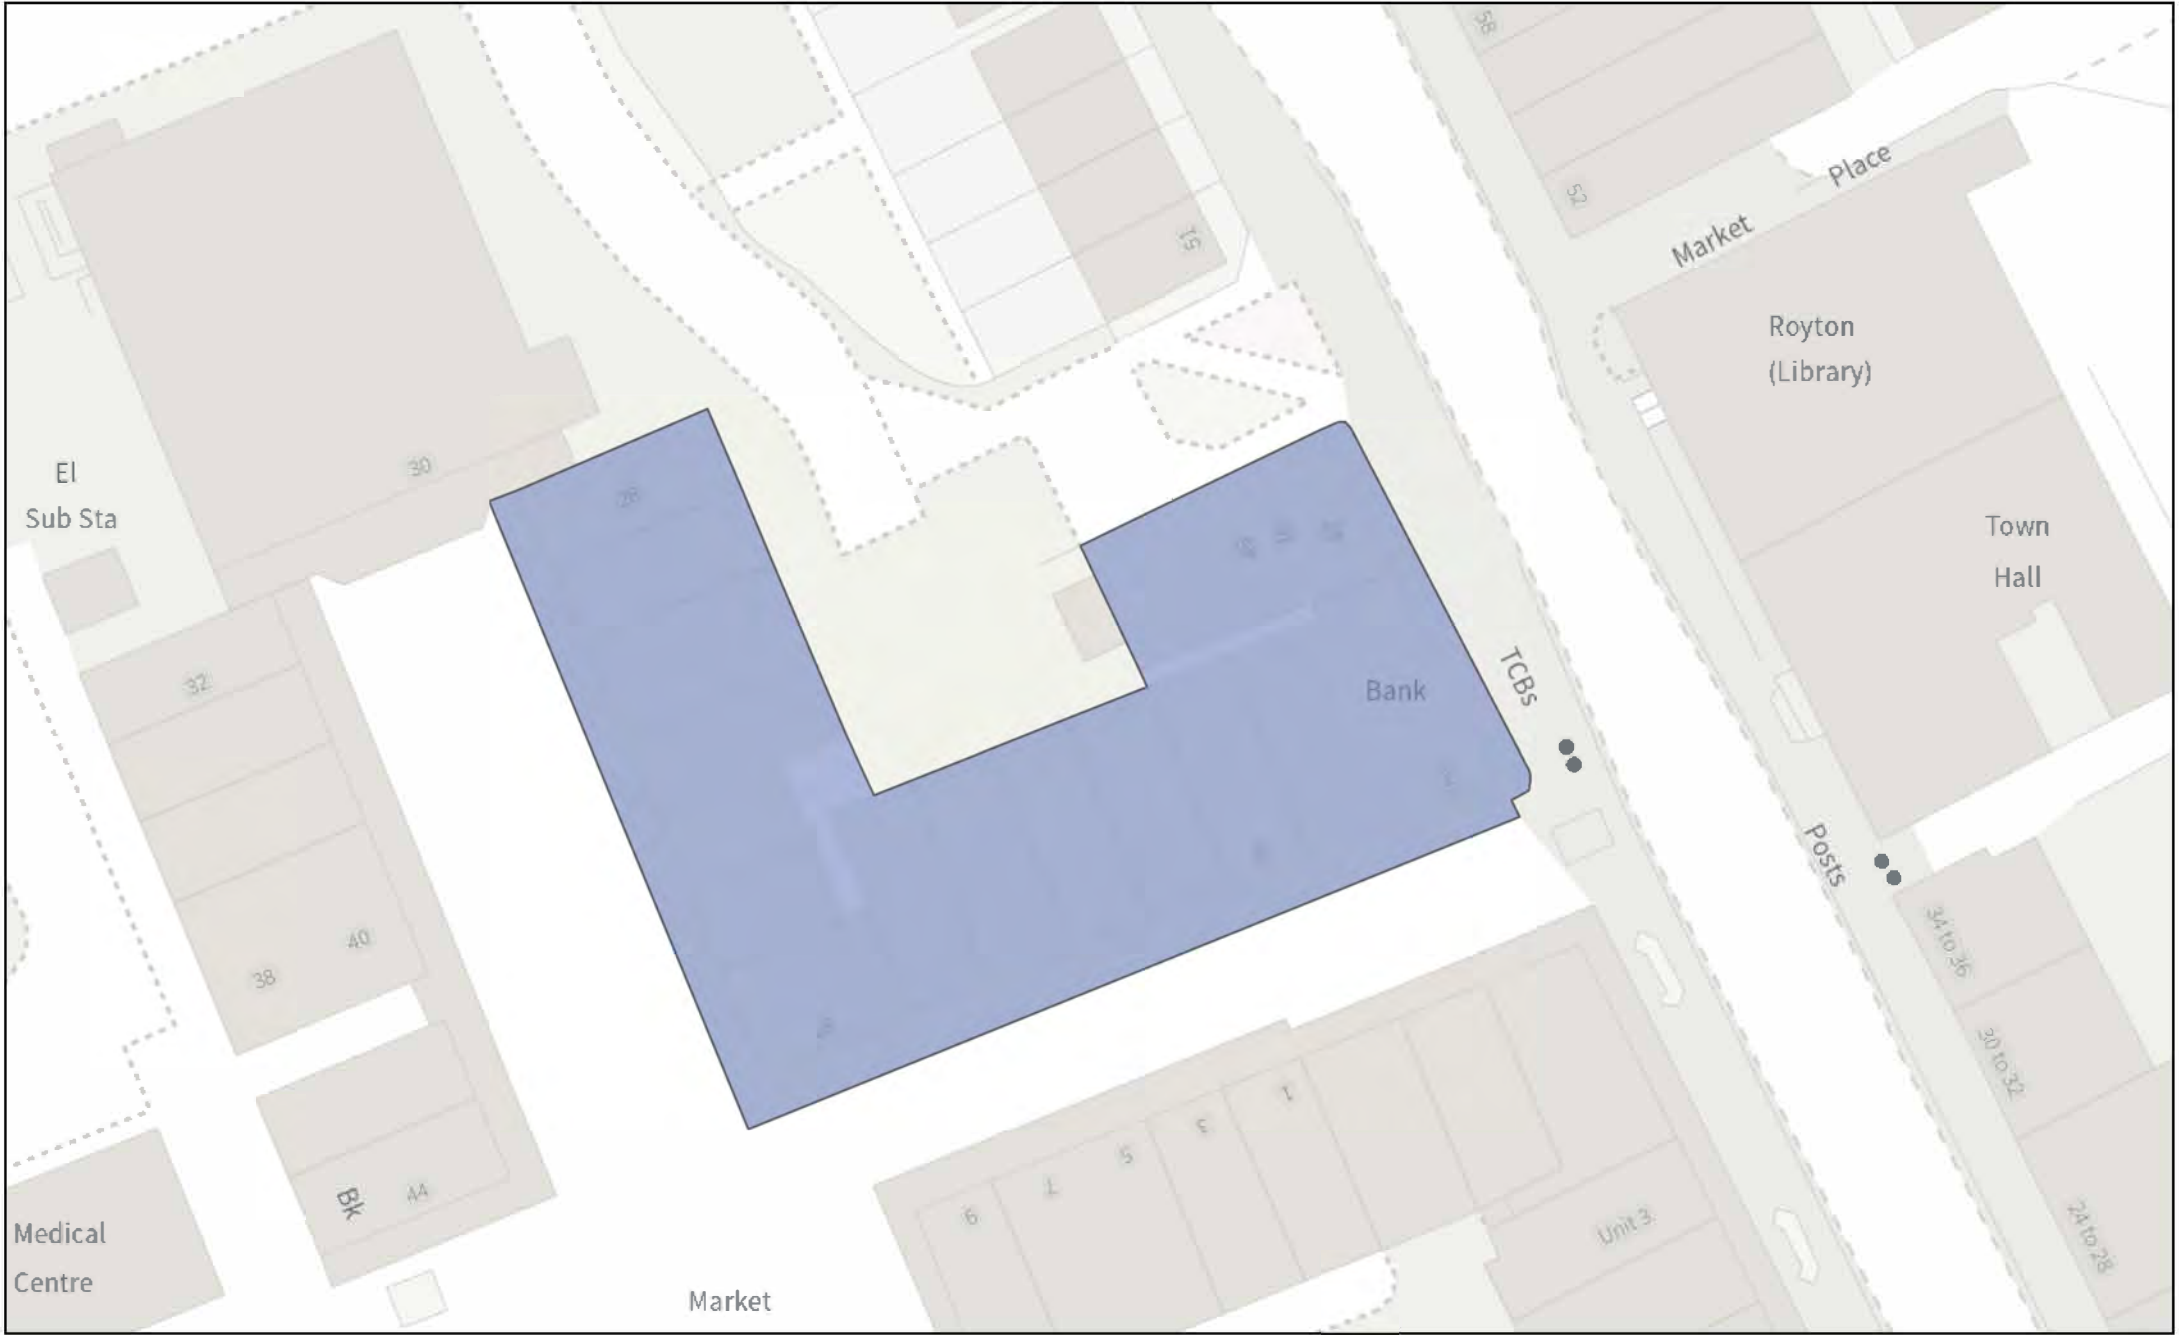 58
52
Market Place
51
Royton
(Library)
30
28
El
Sub Sta
Town
Hall
TCBs
Bank
32
Posts
34 to 36
40
38
30 to 32
1
3
5
7
9
Bk
44
Unit 3
24 to 28
Medical
Centre
Market